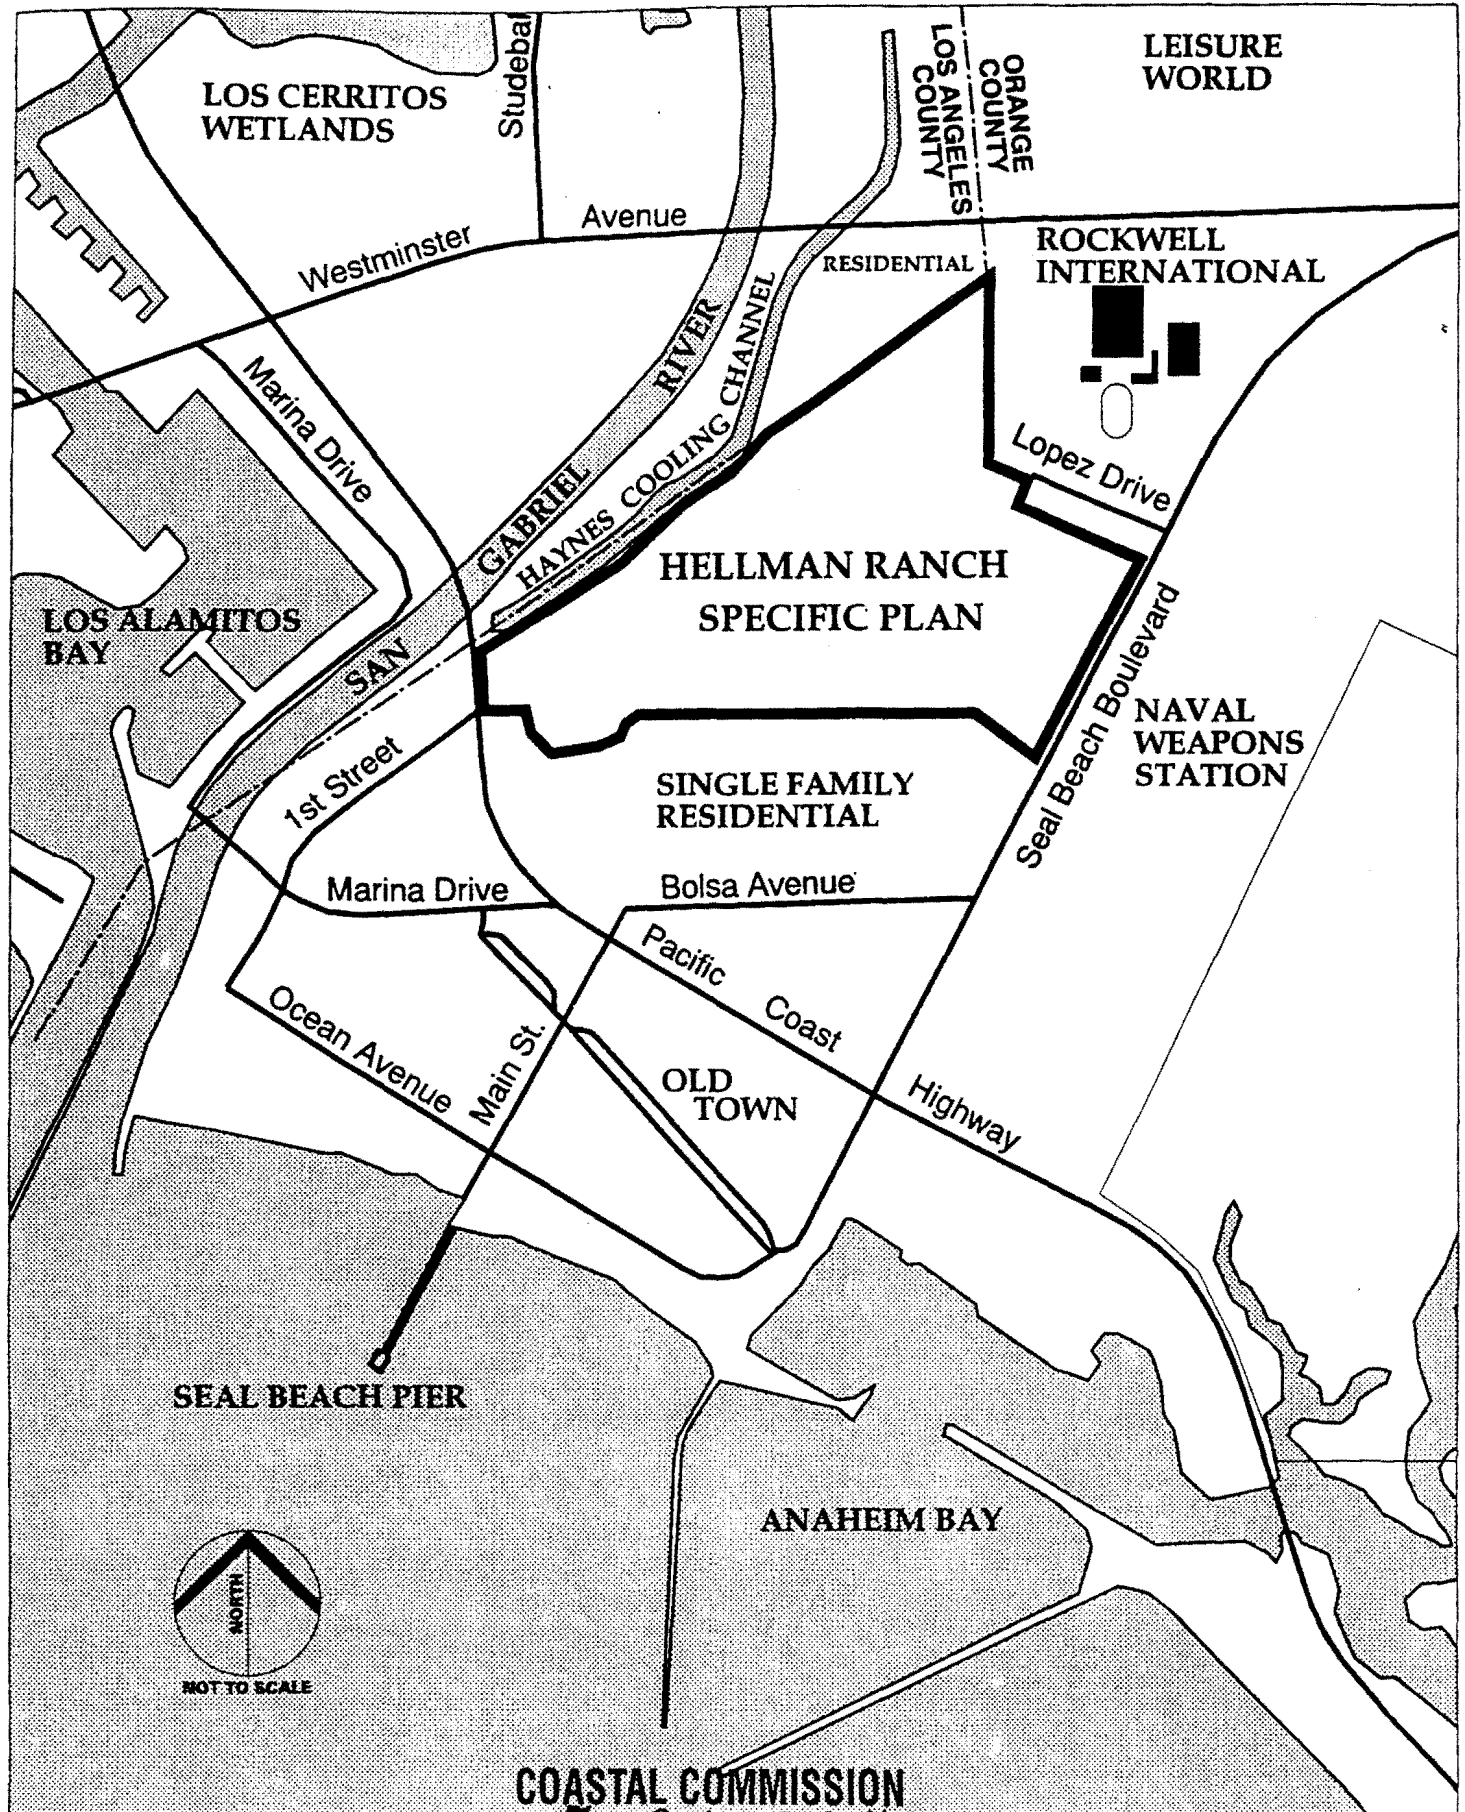 LOS CERRITOS
WETLANDS
Studebal
LOS ANGELES
COUNTY
ORANGE
COUNTY
LEISURE
WORLD
Westminster
Avenue
RESIDENTIAL
ROCKWELL
INTERNATIONAL
Marina Drive
SAN GABRIEL RIVER
HAYNES COOLING CHANNEL
Lopez Drive
HELLMAN RANCH
SPECIFIC PLAN
LOS ALAMITOS
BAY
Seal Beach Boulevard
NAVAL
WEAPONS
STATION
1st Street
SINGLE FAMILY
RESIDENTIAL
Marina Drive
Bolsa Avenue
Pacific Coast Highway
Ocean Avenue
Main St.
OLD
TOWN
SEAL BEACH PIER
ANAHEIM BAY
NORTH
NOT TO SCALE
COASTAL COMMISSION